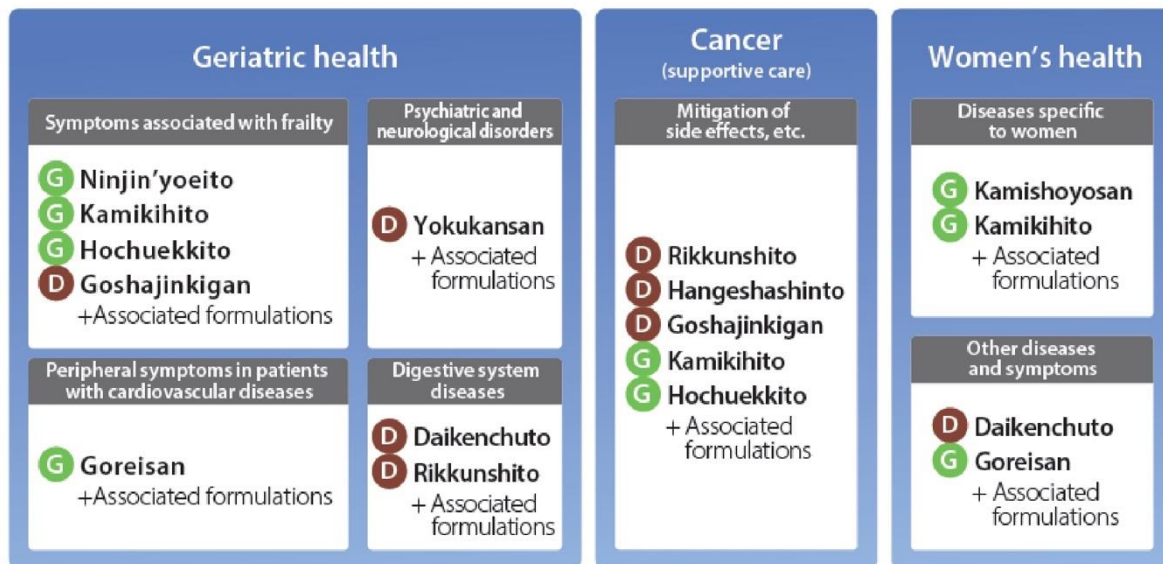 Geriatric health
Symptoms associated with frailty
G Ninjin'yoeito
G Kamikihito
G Hochuekkito
D Goshajinkigan
+Associated formulations
Psychiatric and
neurological disorders
D Yokukansan
+ Associated
formulations
Peripheral symptoms in patients
with cardiovascular diseases
G Goreisan
+Associated formulations
Digestive system
diseases
D Daikenchuto
D Rikkunshito
+ Associated
formulations
Cancer
(supportive care)
Mitigation of
side effects, etc.
D Rikkunshito
D Hangeshashinto
D Goshajinkigan
G Kamikihito
G Hochuekkito
+ Associated
formulations
Women's health
Diseases specific
to women
G Kamishoyosan
G Kamikihito
+ Associated
formulations
Other diseases
and symptoms
D Daikenchuto
G Goreisan
+ Associated
formulations